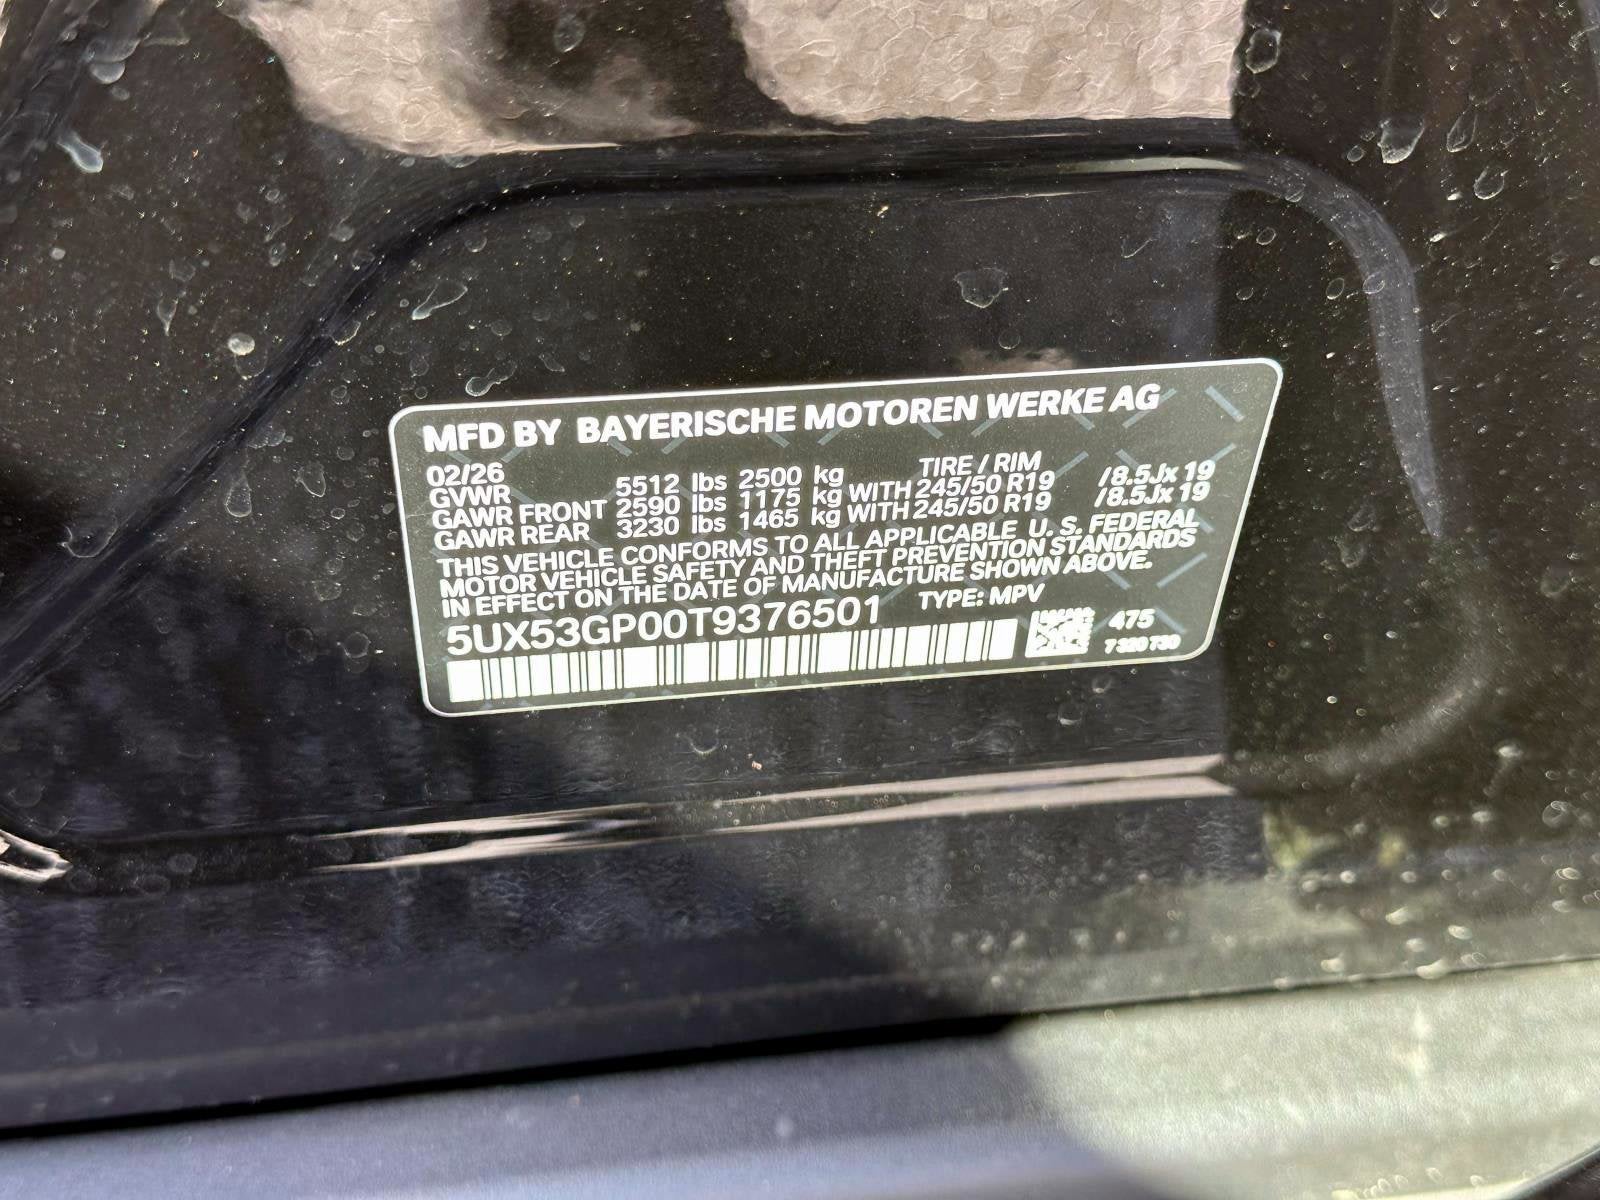 MFD BY BAYERISCHE MOTOREN WERKE AG
02/26 TIRE / RIM
GVWR 5512 lbs 2500 kg
GAWR FRONT 2590 lbs 1175 kg WITH 245/50 R19 /8.5Jx 19
GAWR REAR 3230 lbs 1465 kg WITH 245/50 R19 /8.5Jx 19
THIS VEHICLE CONFORMS TO ALL APPLICABLE U. S. FEDERAL
MOTOR VEHICLE SAFETY AND THEFT PREVENTION STANDARDS
IN EFFECT ON THE DATE OF MANUFACTURE SHOWN ABOVE.
5UX53GP00T9376501 TYPE: MPV
475
7 320 730